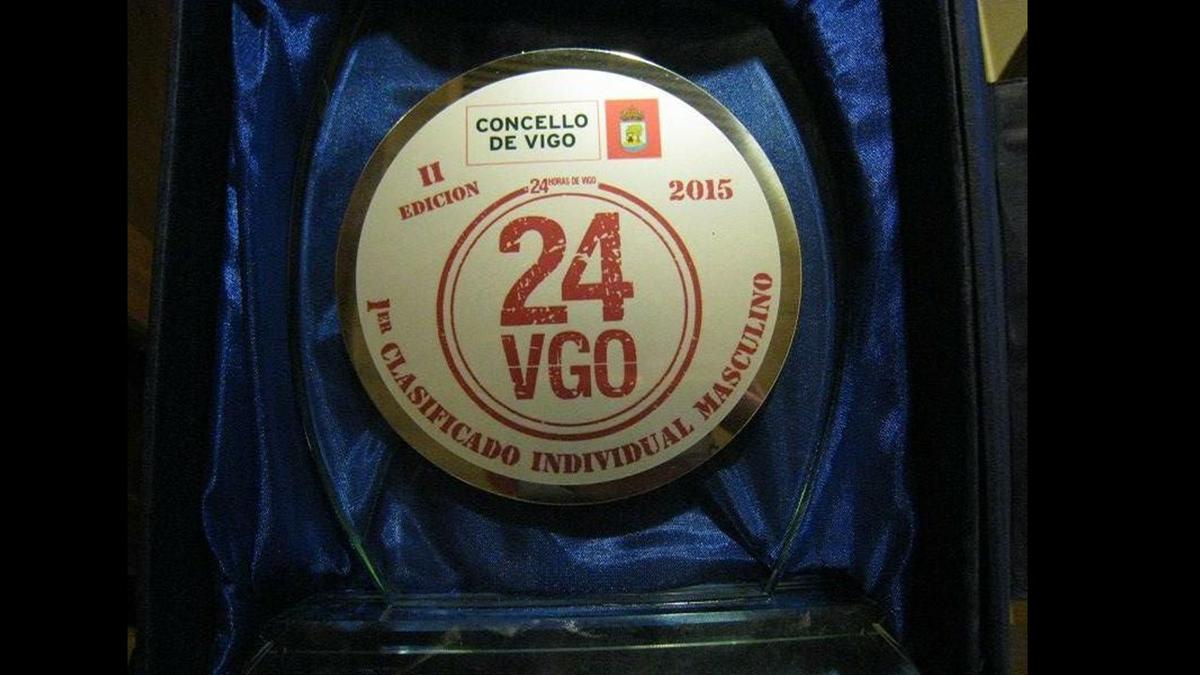 CONCELLO
DE VIGO
II
EDICION
2015
24 HORAS DE VIGO
24
VGO
1ER CLASIFICADO INDIVIDUAL MASCULINO